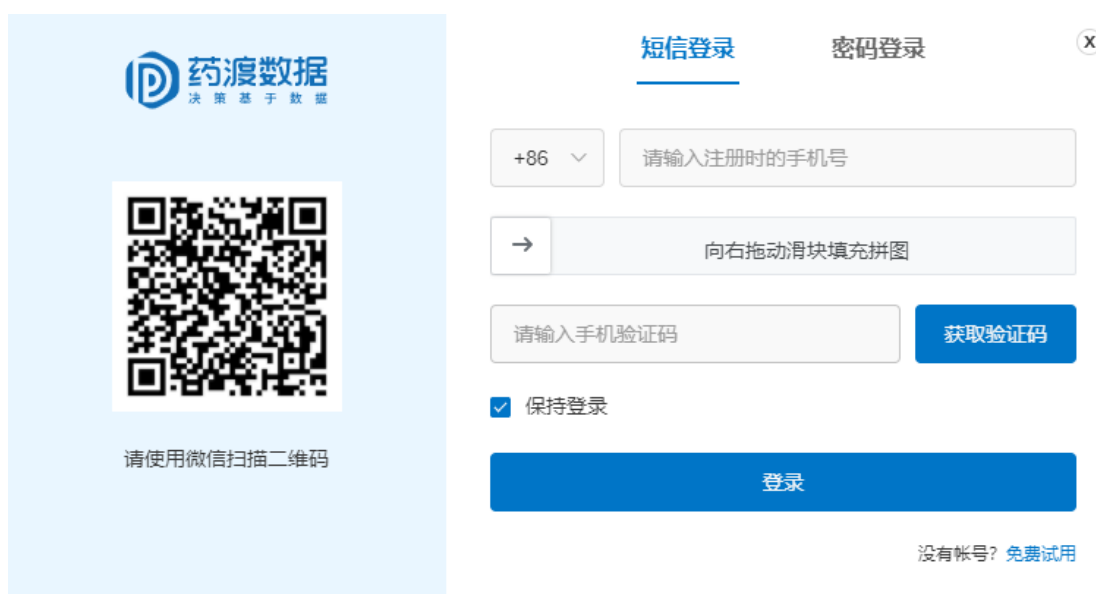 药渡数据
决策基于数据
请使用微信扫描二维码
短信登录 密码登录 X
+86 请输入注册时的手机号
→ 向右拖动滑块填充拼图
请输入手机验证码 获取验证码
保持登录
登录
没有帐号? 免费试用